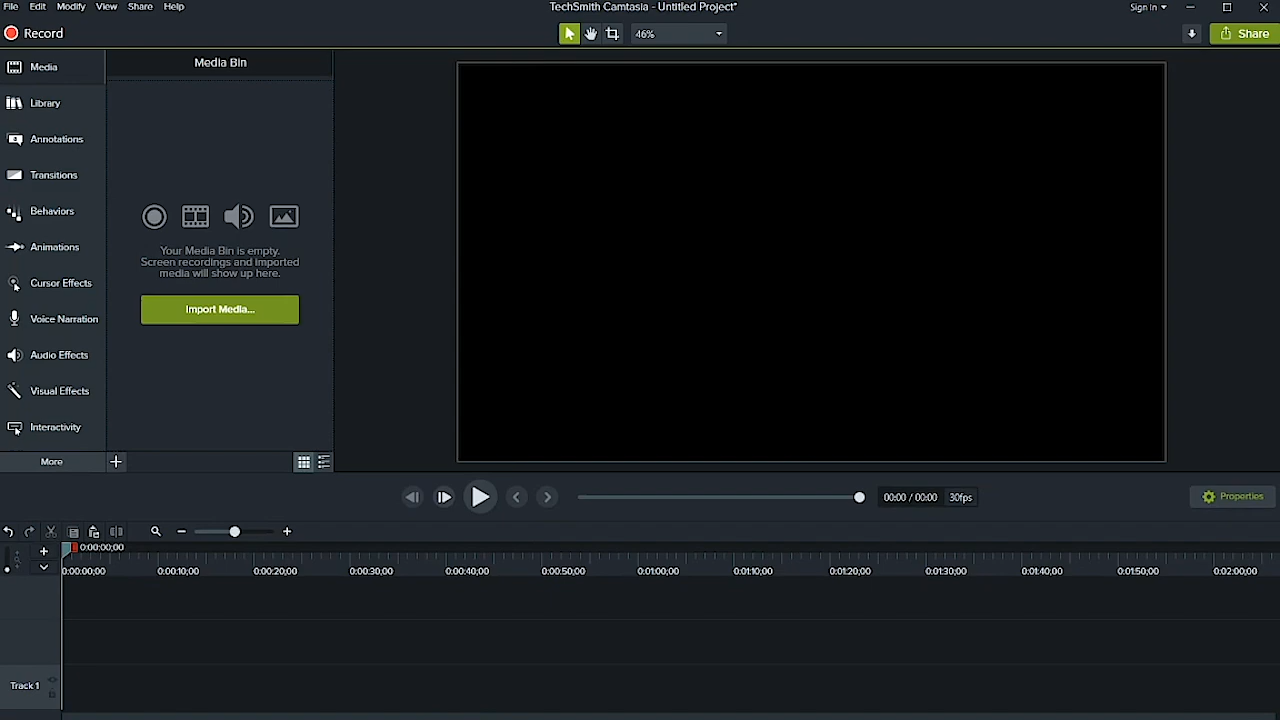 File Edit Modify View Share Help
TechSmith Camtasia - Untitled Project*
Sign In
Record
46%
Share
Media
Media Bin
Library
Annotations
Transitions
Behaviors
Animations
Cursor Effects
Voice Narration
Audio Effects
Visual Effects
Interactivity
More
Your Media Bin is empty.
Screen recordings and imported
media will show up here.
Import Media...
00:00 / 00:00 30fps
Properties
0:00:00;00
0:00:00;00 0:00:10;00 0:00:20;00 0:00:30;00 0:00:40;00 0:00:50;00 0:01:00;00 0:01:10;00 0:01:20;00 0:01:30;00 0:01:40;00 0:01:50;00 0:02:00;00
Track 1